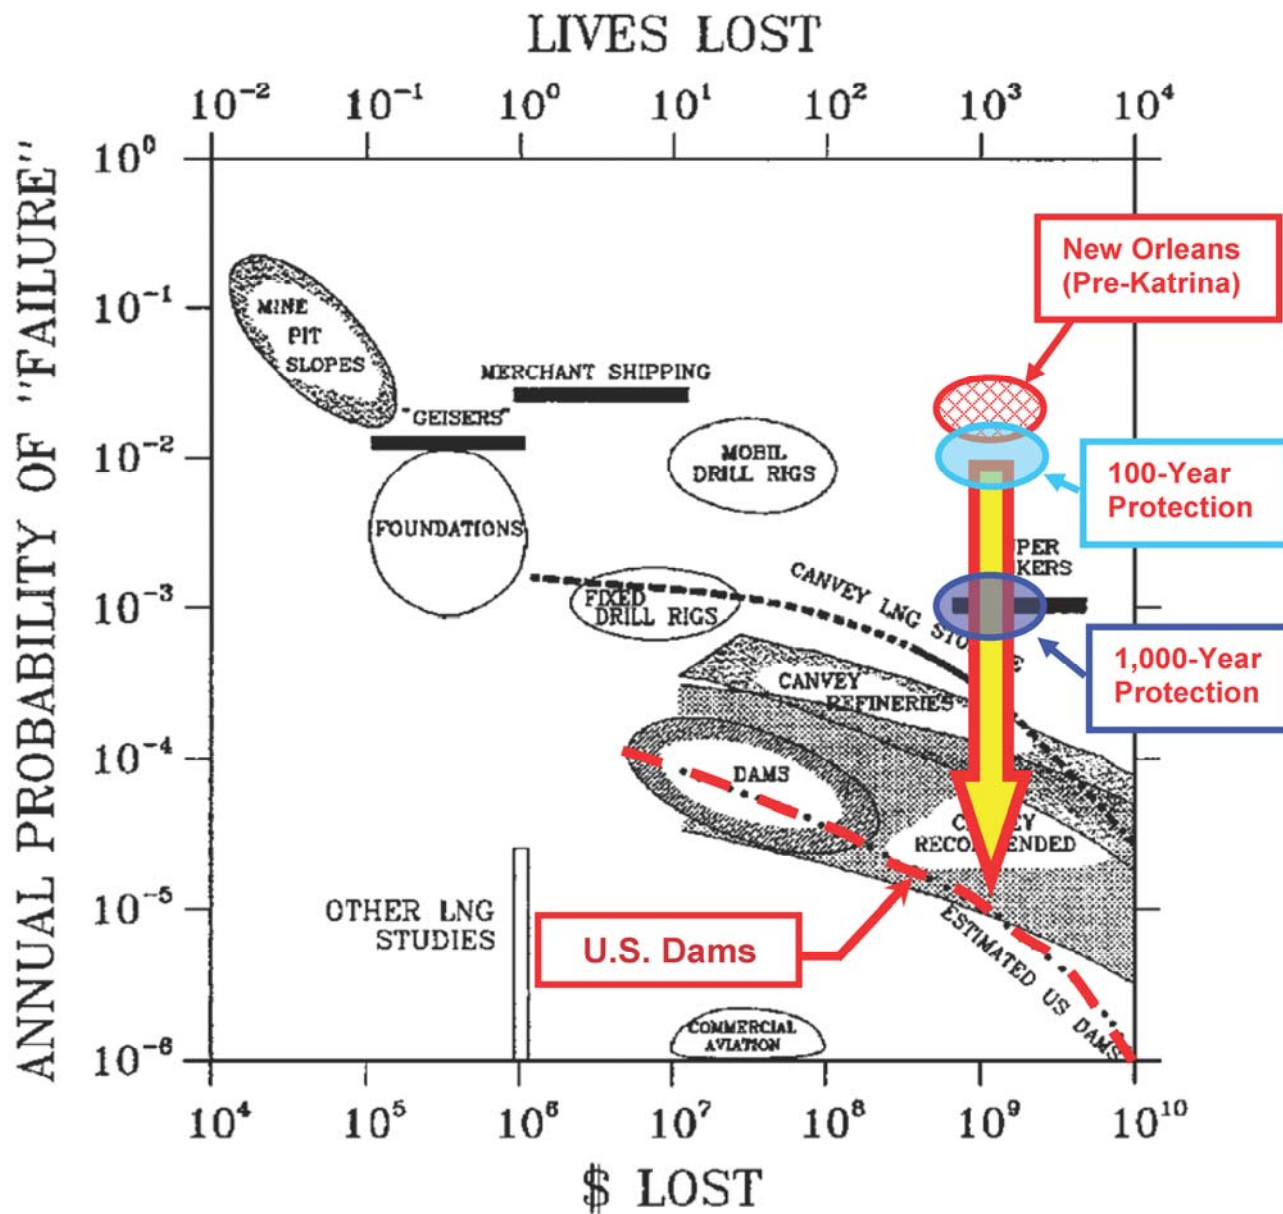 LIVES LOST
10⁻² 10⁻¹ 10⁰ 10¹ 10² 10³ 10⁴
ANNUAL PROBABILITY OF "FAILURE"
10⁰
10⁻¹
10⁻²
10⁻³
10⁻⁴
10⁻⁵
10⁻⁶
New Orleans
(Pre-Katrina)
MINE
PIT
SLOPES
MERCHANT SHIPPING
"GEISERS"
MOBIL
DRILL RIGS
100-Year
Protection
FOUNDATIONS
UPER
KERS
CANVEY LNG STO E
FIXED
DRILL RIGS
1,000-Year
Protection
CANVEY
REFINERIES
DAMS
C EY
RECOM ENDED
OTHER LNG
STUDIES
U.S. Dams
ESTIMATED US DAMS
COMMERCIAL
AVIATION
10⁴ 10⁵ 10⁶ 10⁷ 10⁸ 10⁹ 10¹⁰
$ LOST